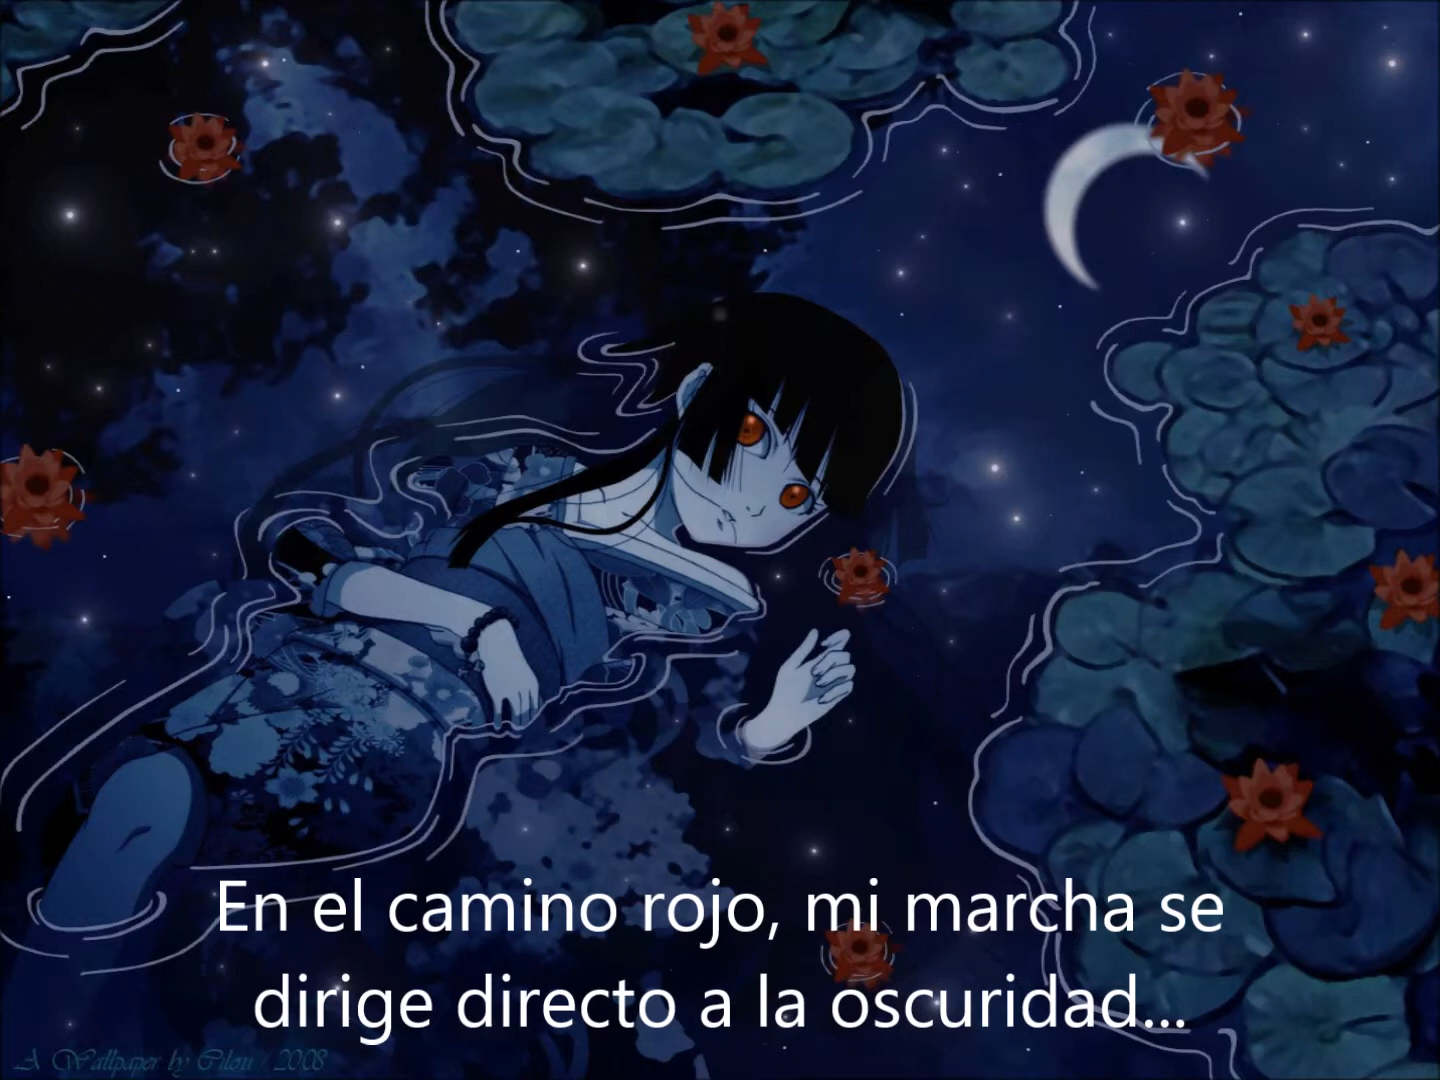 En el camino rojo, mi marcha se
dirige directo a la oscuridad...
A Wallpaper by Cilou / 2008